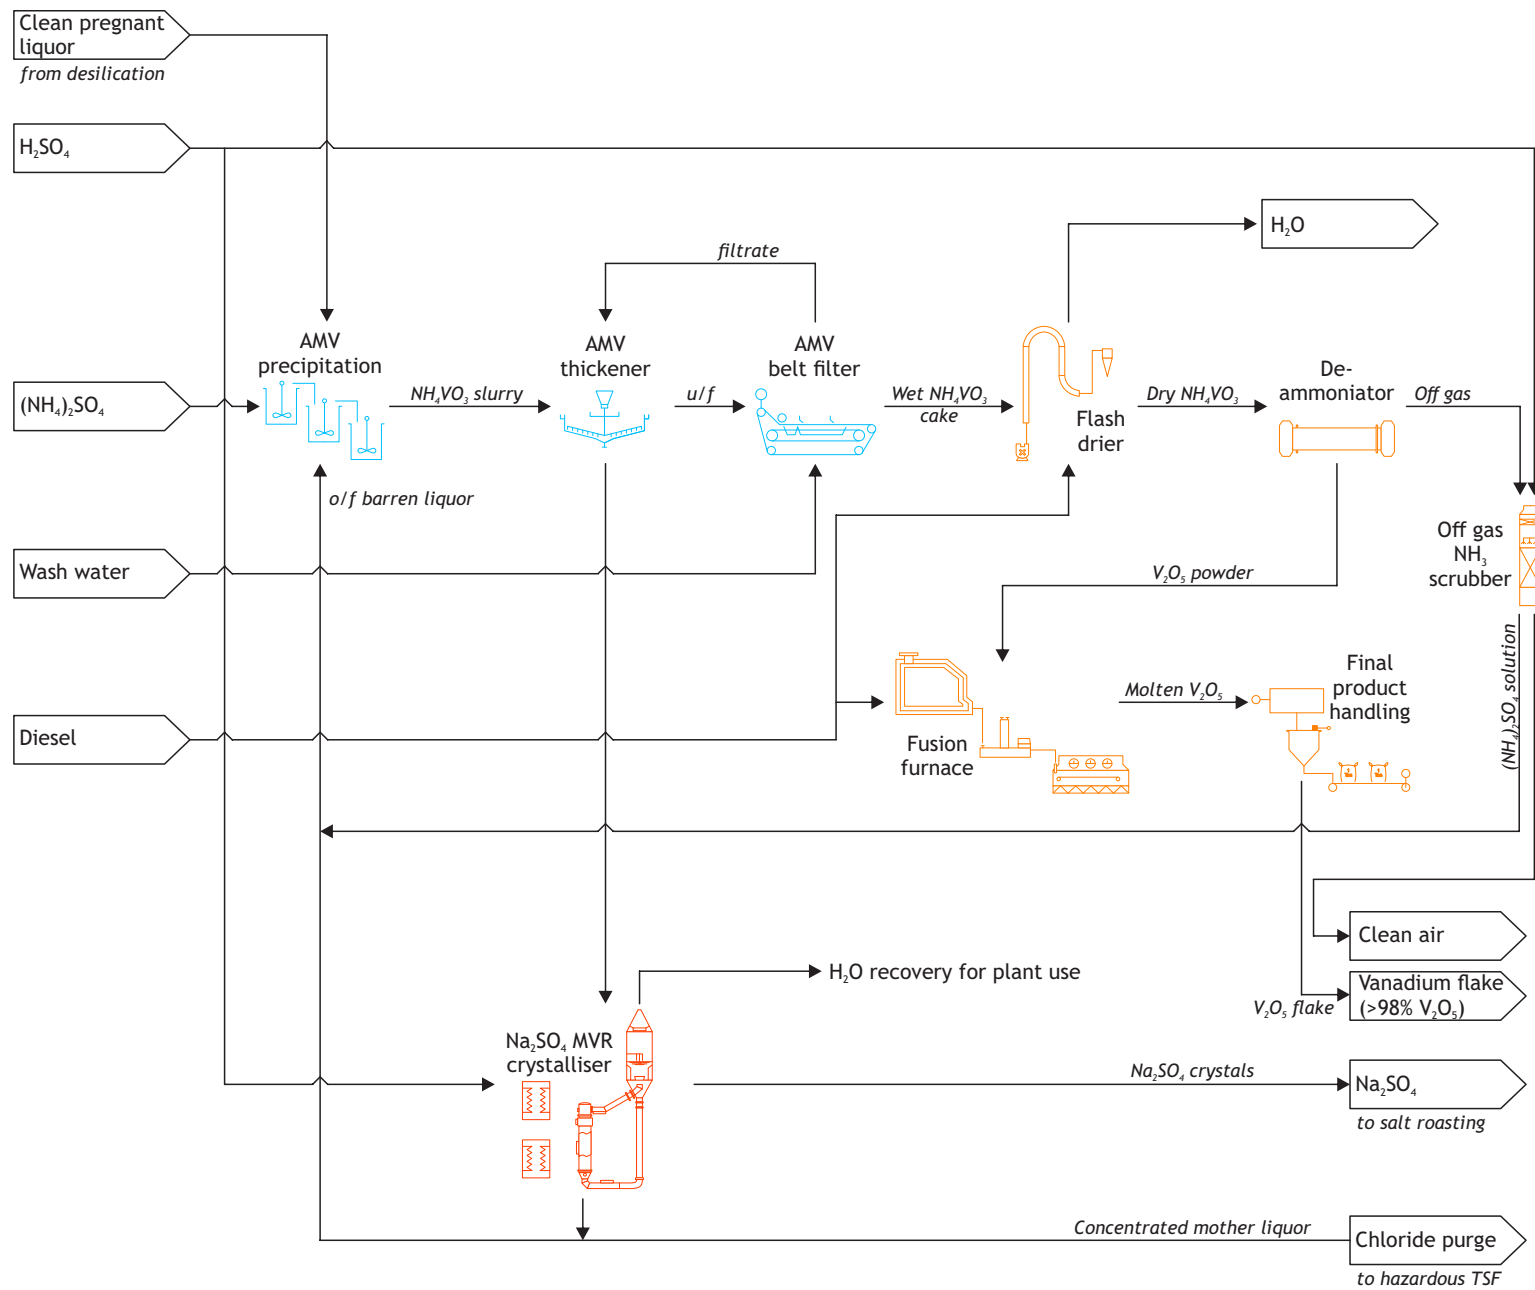 Clean pregnant
liquor
from desilication
H₂SO₄
H₂O
filtrate
AMV
precipitation
AMV
thickener
AMV
belt filter
De-
ammoniator
(NH₄)₂SO₄
NH₄VO₃ slurry
u/f
Wet NH₄VO₃
cake
Flash
drier
Dry NH₄VO₃
Off gas
o/f barren liquor
Off gas
NH₃
scrubber
Wash water
V₂O₅ powder
(NH₄)₂SO₄ solution
Final
product
handling
Molten V₂O₅
Diesel
Fusion
furnace
Clean air
H₂O recovery for plant use
Vanadium flake
(>98% V₂O₅)
V₂O₅ flake
Na₂SO₄ MVR
crystalliser
Na₂SO₄ crystals
Na₂SO₄
to salt roasting
Concentrated mother liquor
Chloride purge
to hazardous TSF